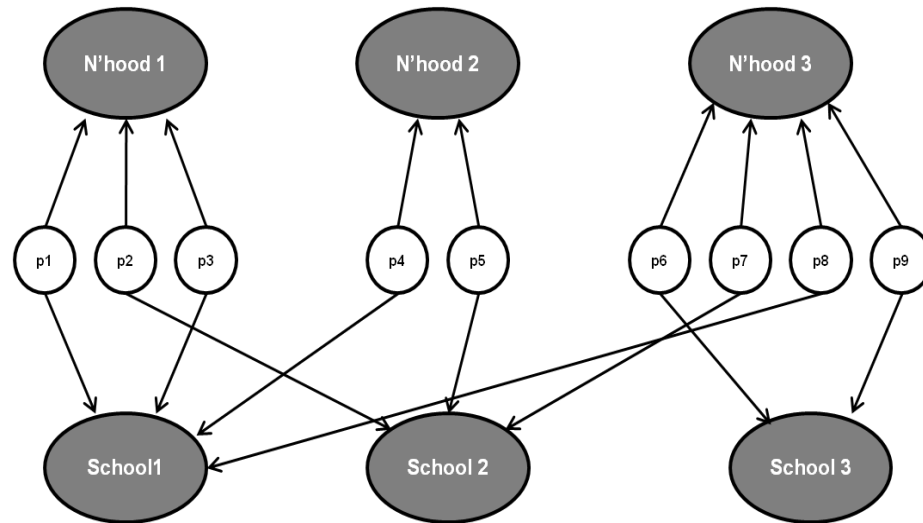 N'hood 1
N'hood 2
N'hood 3
p1
p2
p3
p4
p5
p6
p7
p8
p9
School1
School 2
School 3